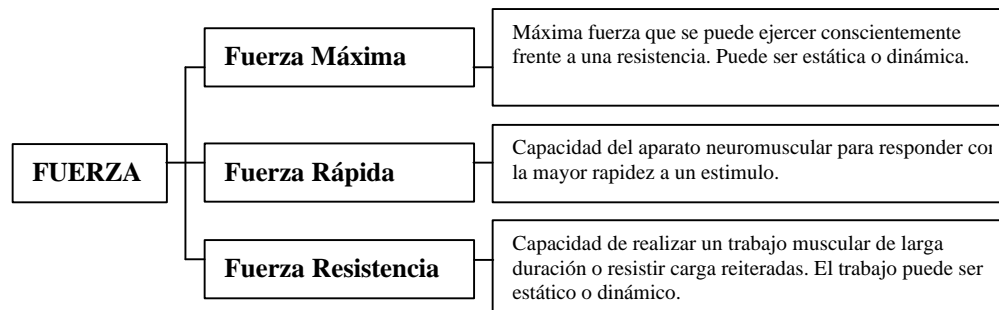 FUERZA
Fuerza Máxima
Máxima fuerza que se puede ejercer conscientemente
frente a una resistencia. Puede ser estática o dinámica.
Fuerza Rápida
Capacidad del aparato neuromuscular para responder con
la mayor rapidez a un estimulo.
Fuerza Resistencia
Capacidad de realizar un trabajo muscular de larga
duración o resistir carga reiteradas. El trabajo puede ser
estático o dinámico.